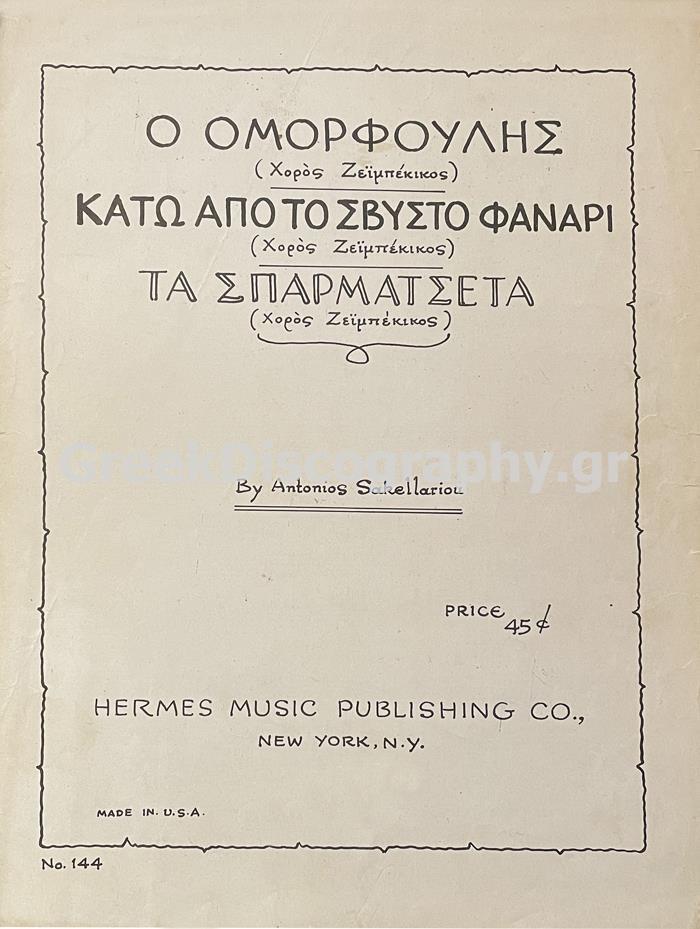 Ο ΟΜΟΡΦΟΥΛΗΣ
(Χορὸς Ζεϊμπέκικος)
ΚΑΤΩ ΑΠΟ ΤΟ ΣΒΥΣΤΟ ΦΑΝΑΡΙ
(Χορὸς Ζεϊμπέκικος)
ΤΑ ΣΠΑΡΜΑΤΣΕΤΑ
(Χορὸς Ζεϊμπέκικος)
GreekDiscography.gr
By Antonios Sakellariou
PRICE 45¢
HERMES MUSIC PUBLISHING CO.,
NEW YORK, N.Y.
MADE IN. U.S.A.
No. 144